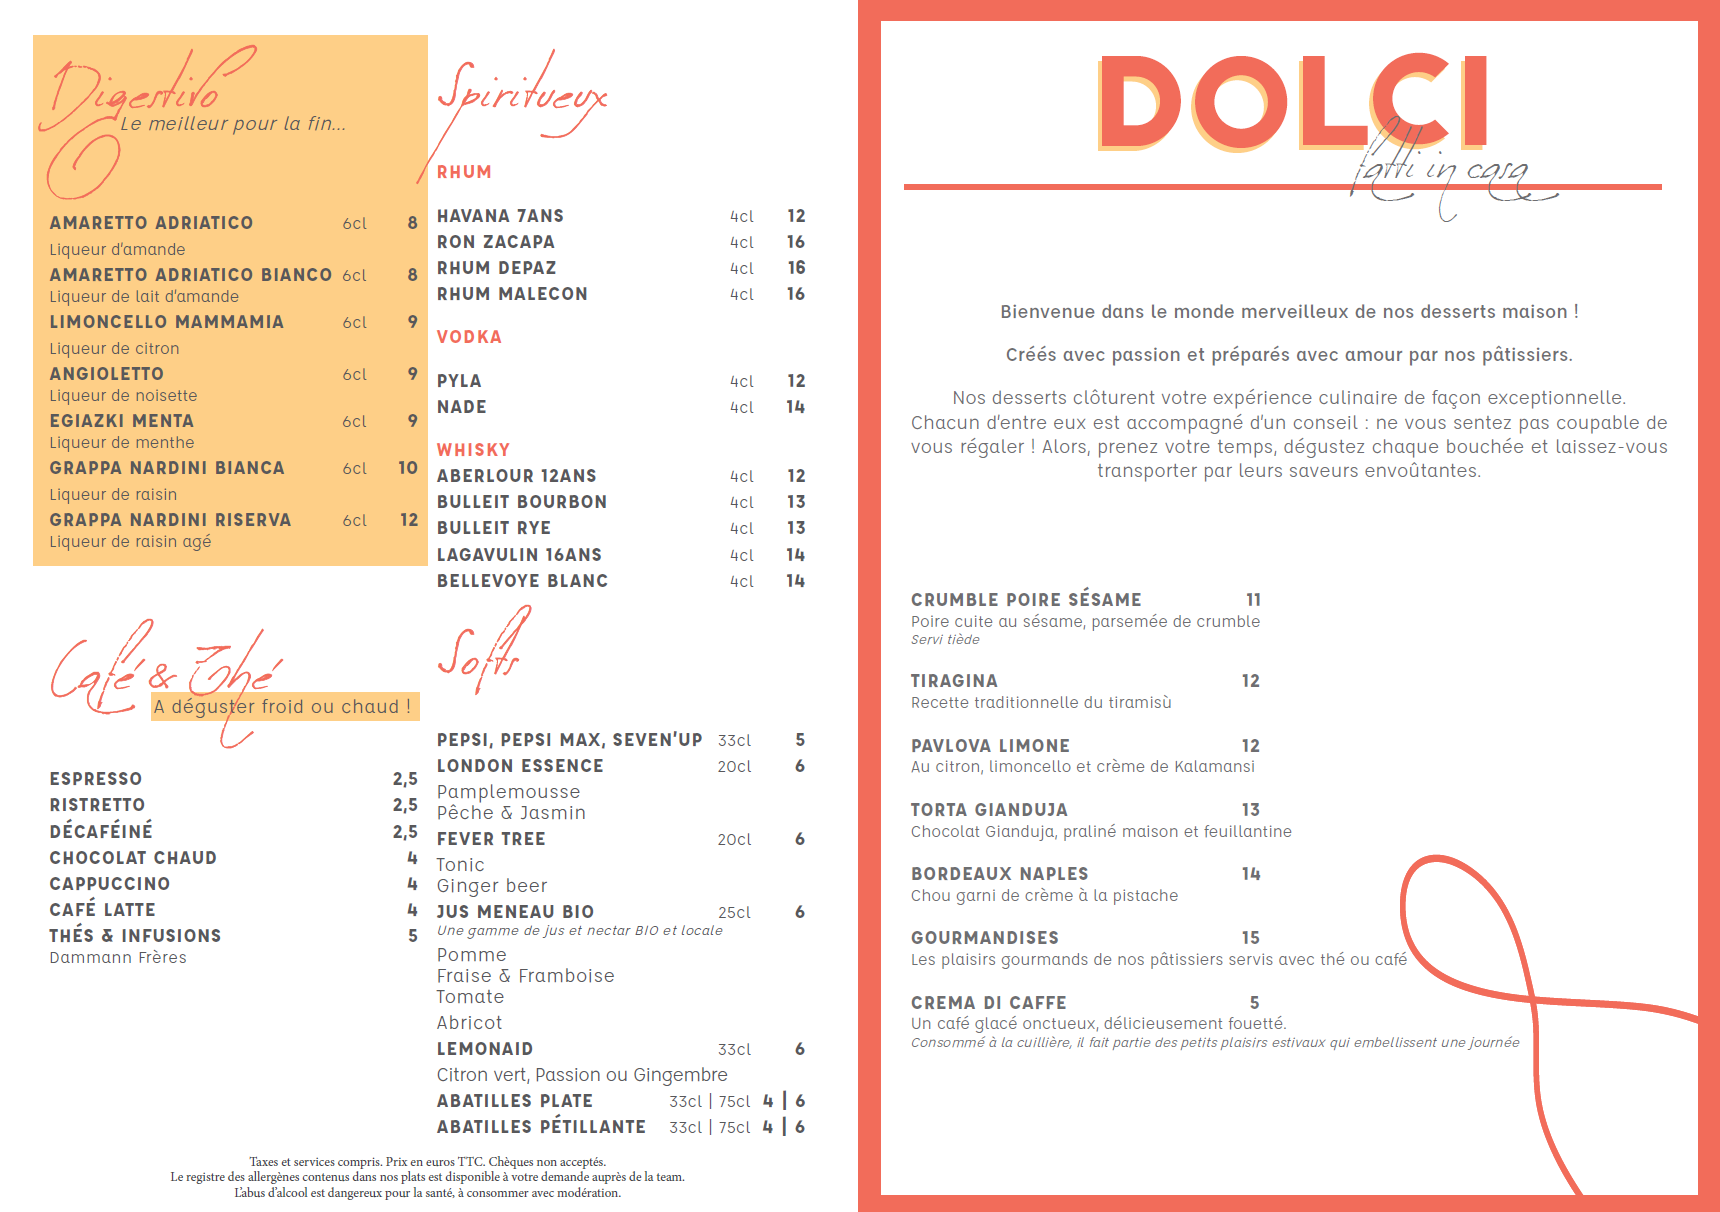 Digestivo
Le meilleur pour la fin...
AMARETTO ADRIATICO 6cl 8
Liqueur d'amande
AMARETTO ADRIATICO BIANCO 6cl 8
Liqueur de lait d'amande
LIMONCELLO MAMMAMIA 6cl 9
Liqueur de citron
ANGIOLETTO 6cl 9
Liqueur de noisette
EGIAZKI MENTA 6cl 9
Liqueur de menthe
GRAPPA NARDINI BIANCA 6cl 10
Liqueur de raisin
GRAPPA NARDINI RISERVA 6cl 12
Liqueur de raisin agé
Café & Thé
A déguster froid ou chaud !
ESPRESSO 2,5
RISTRETTO 2,5
DÉCAFÉINÉ 2,5
CHOCOLAT CHAUD 4
CAPPUCCINO 4
CAFÉ LATTE 4
THÉS & INFUSIONS 5
Dammann Frères
Spiritueux
RHUM
HAVANA 7ANS 4cl 12
RON ZACAPA 4cl 16
RHUM DEPAZ 4cl 16
RHUM MALECON 4cl 16
VODKA
PYLA 4cl 12
NADE 4cl 14
WHISKY
ABERLOUR 12ANS 4cl 12
BULLEIT BOURBON 4cl 13
BULLEIT RYE 4cl 13
LAGAVULIN 16ANS 4cl 14
BELLEVOYE BLANC 4cl 14
Softs
PEPSI, PEPSI MAX, SEVEN'UP 33cl 5
LONDON ESSENCE 20cl 6
Pamplemousse
Pêche & Jasmin
FEVER TREE 20cl 6
Tonic
Ginger beer
JUS MENEAU BIO 25cl 6
Une gamme de jus et nectar BIO et locale
Pomme
Fraise & Framboise
Tomate
Abricot
LEMONAID 33cl 6
Citron vert, Passion ou Gingembre
ABATILLES PLATE 33cl | 75cl 4 | 6
ABATILLES PÉTILLANTE 33cl | 75cl 4 | 6
Taxes et services compris. Prix en euros TTC. Chèques non acceptés.
Le registre des allergènes contenus dans nos plats est disponible à votre demande auprès de la team.
L'abus d'alcool est dangereux pour la santé, à consommer avec modération.
DOLCI
fatti in casa
Bienvenue dans le monde merveilleux de nos desserts maison !
Créés avec passion et préparés avec amour par nos pâtissiers.
Nos desserts clôturent votre expérience culinaire de façon exceptionnelle.
Chacun d'entre eux est accompagné d'un conseil : ne vous sentez pas coupable de
vous régaler ! Alors, prenez votre temps, dégustez chaque bouchée et laissez-vous
transporter par leurs saveurs envoûtantes.
CRUMBLE POIRE SÉSAME 11
Poire cuite au sésame, parsemée de crumble
Servi tiède
TIRAGINA 12
Recette traditionnelle du tiramisù
PAVLOVA LIMONE 12
Au citron, limoncello et crème de Kalamansi
TORTA GIANDUJA 13
Chocolat Gianduja, praliné maison et feuillantine
BORDEAUX NAPLES 14
Chou garni de crème à la pistache
GOURMANDISES 15
Les plaisirs gourmands de nos pâtissiers servis avec thé ou café
CREMA DI CAFFE 5
Un café glacé onctueux, délicieusement fouetté.
Consommé à la cuillière, il fait partie des petits plaisirs estivaux qui embellissent une journée